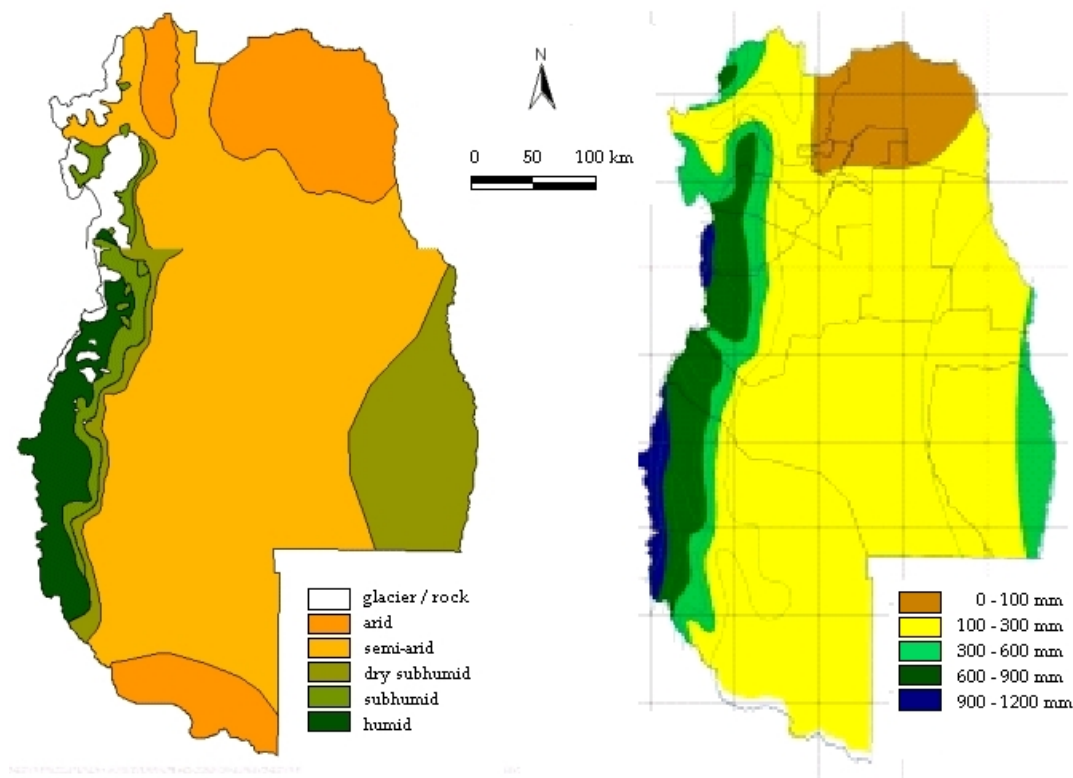 N
0 50 100 km
glacier / rock
arid
semi-arid
dry subhumid
subhumid
humid
0 - 100 mm
100 - 300 mm
300 - 600 mm
600 - 900 mm
900 - 1200 mm